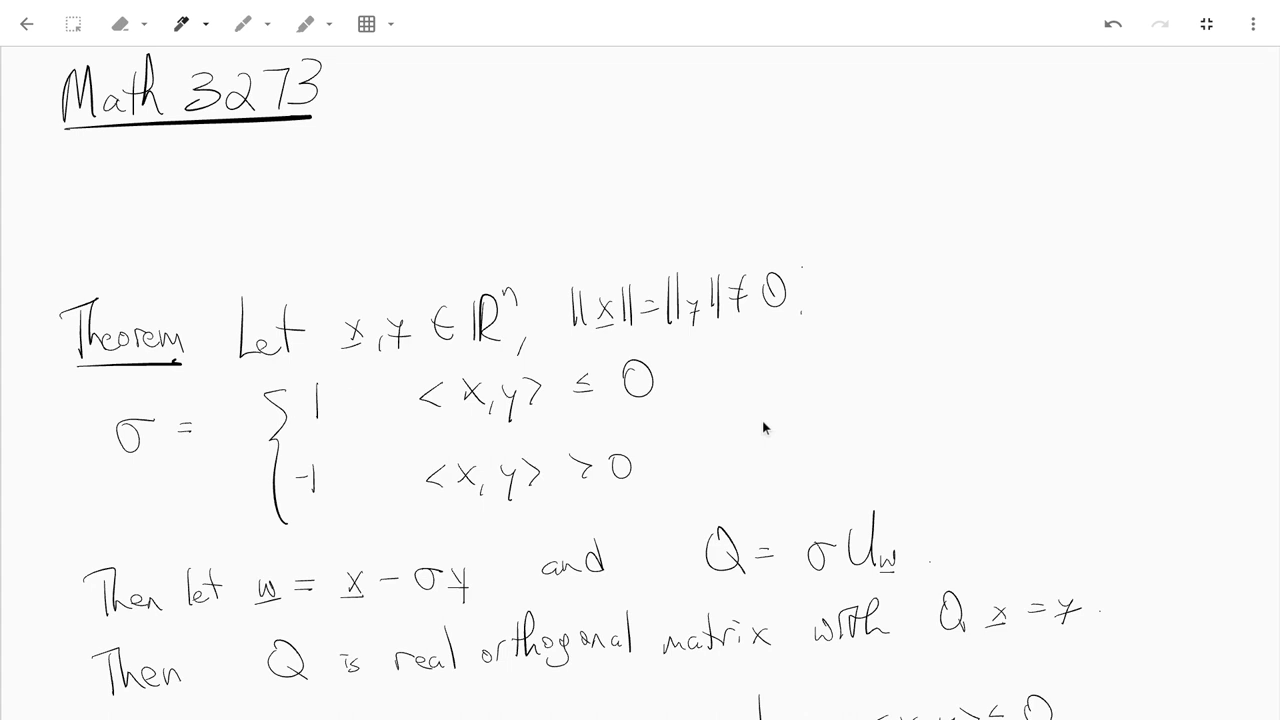 Math 3273
Theorem Let x, y ∈ ℝⁿ, ||x|| = ||y|| ≠ 0.
σ = { 1 <x, y> ≤ 0
-1 <x, y> > 0
Then let w = x - σy and Q = σU_w.
Then Q is real orthogonal matrix with Q x = y.
<x, y> ≤ 0